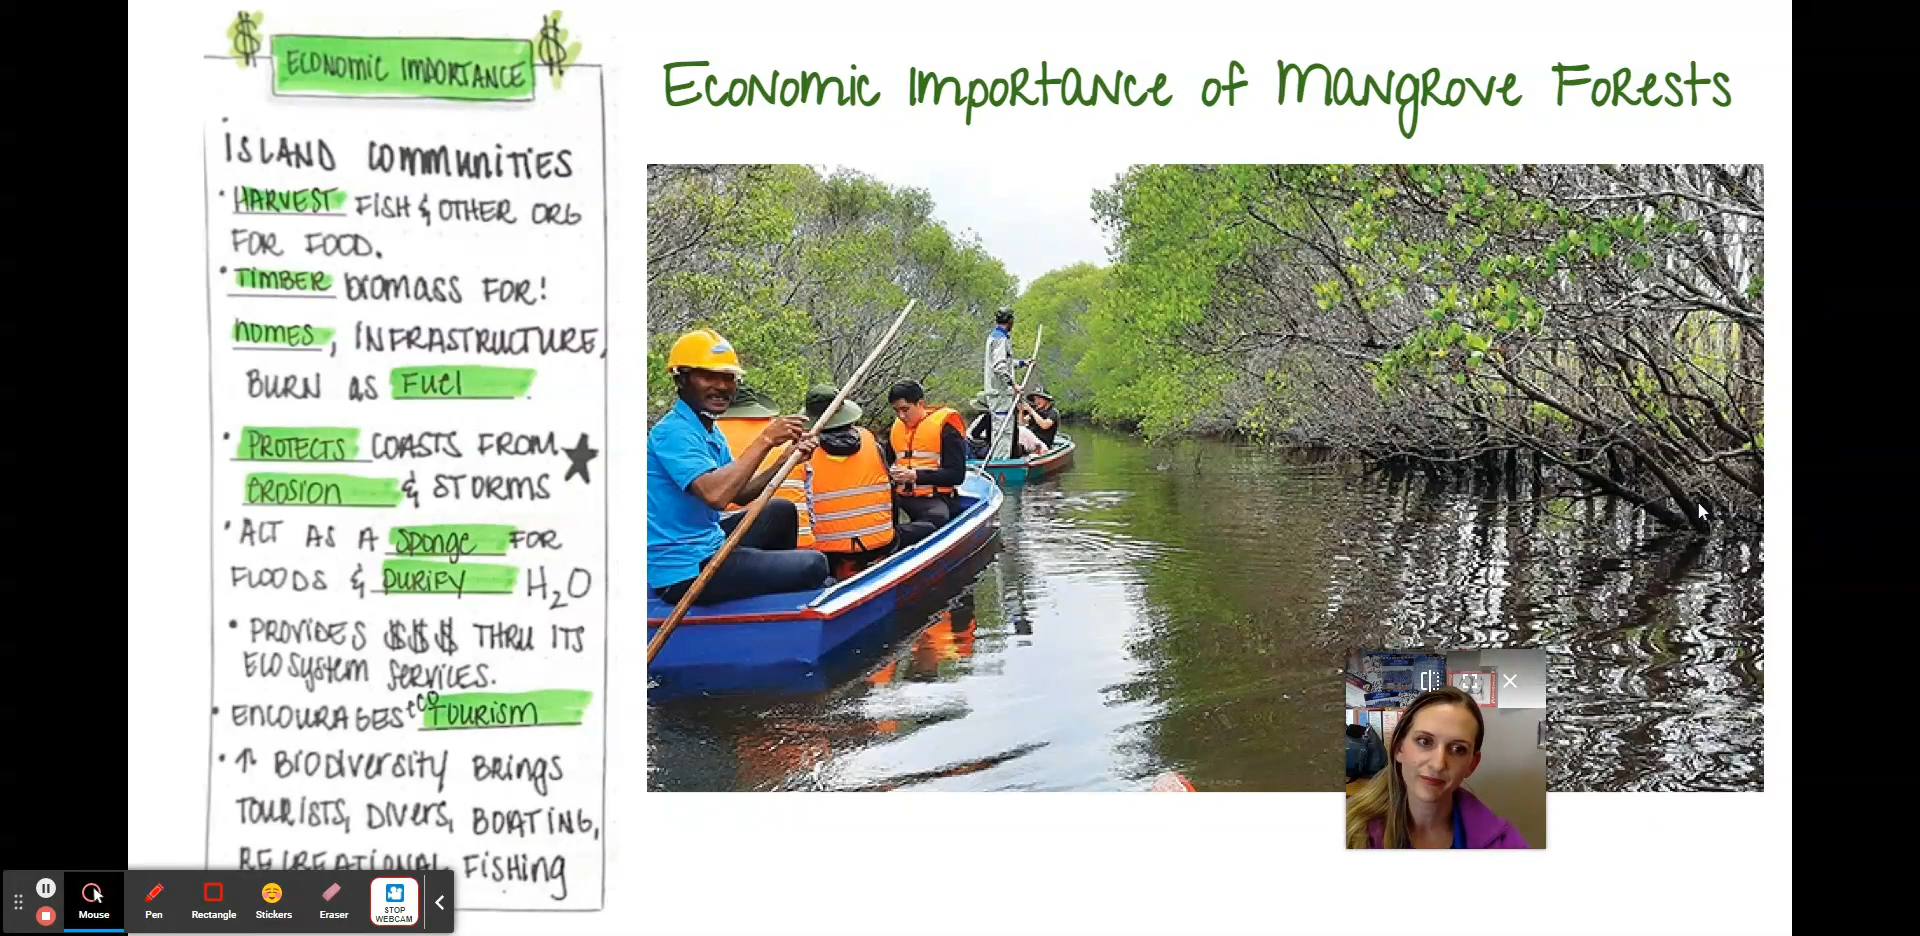 $ ECONOMIC IMPORTANCE $
ISLAND COMMUNITIES
• HARVEST FISH & OTHER ORG
FOR FOOD.
• TIMBER BIOMASS FOR!
HOMES, INFRASTRUCTURE,
BURN AS FUEL.
• PROTECTS COASTS FROM
EROSION & STORMS
• ACT AS A SPONGE FOR
FLOODS & PURIFY H₂O
• PROVIDES $$$ THRU ITS
ECOSYSTEM SERVICES.
• ENCOURAGES ECO TOURISM
• ↑ BIODIVERSITY BRINGS
TOURISTS, DIVERS, BOATING,
RECREATIONAL FISHING
Economic Importance of Mangrove Forests
Mouse
Pen
Rectangle
Stickers
Eraser
STOP
WEBCAM